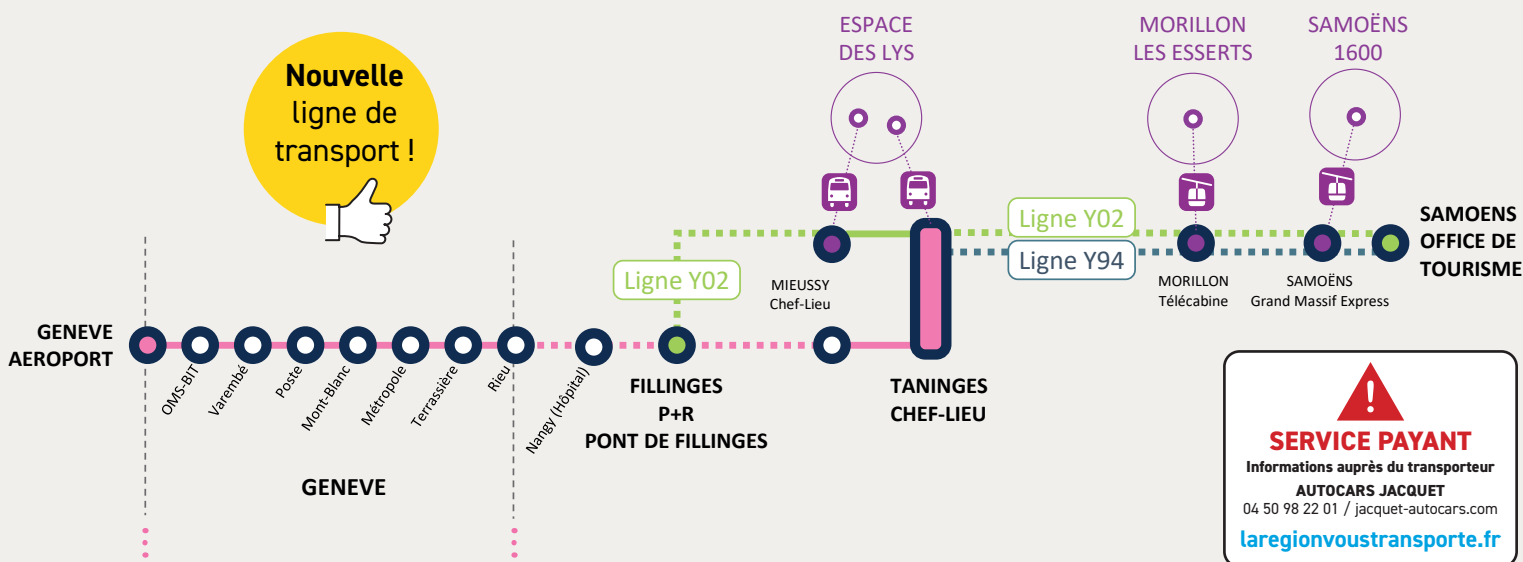 Nouvelle
ligne de
transport !
ESPACE
DES LYS
MORILLON
LES ESSERTS
SAMOËNS
1600
Ligne Y02
Ligne Y94
SAMOENS
OFFICE DE
TOURISME
Ligne Y02
MIEUSSY
Chef-Lieu
MORILLON
Télécabine
SAMOËNS
Grand Massif Express
GENEVE
AEROPORT
OMS-BIT
Varembé
Poste
Mont-Blanc
Métropole
Terrassière
Rieu
Nangy (Hôpital)
FILLINGES
P+R
PONT DE FILLINGES
TANINGES
CHEF-LIEU
GENEVE
SERVICE PAYANT
Informations auprès du transporteur
AUTOCARS JACQUET
04 50 98 22 01 / jacquet-autocars.com
laregionvoustransporte.fr